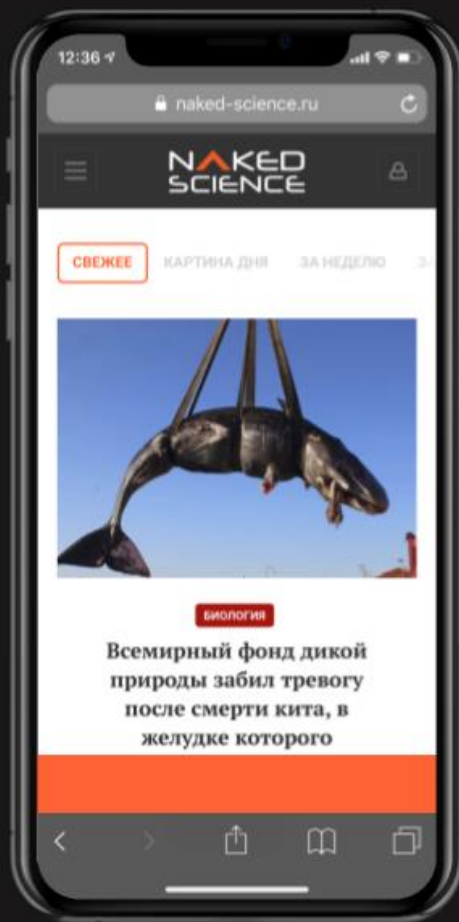 12:36
naked-science.ru
NAKED
SCIENCE
СВЕЖЕЕ КАРТИНА ДНЯ ЗА НЕДЕЛЮ
БИОЛОГИЯ
Всемирный фонд дикой
природы забил тревогу
после смерти кита, в
желудке которого